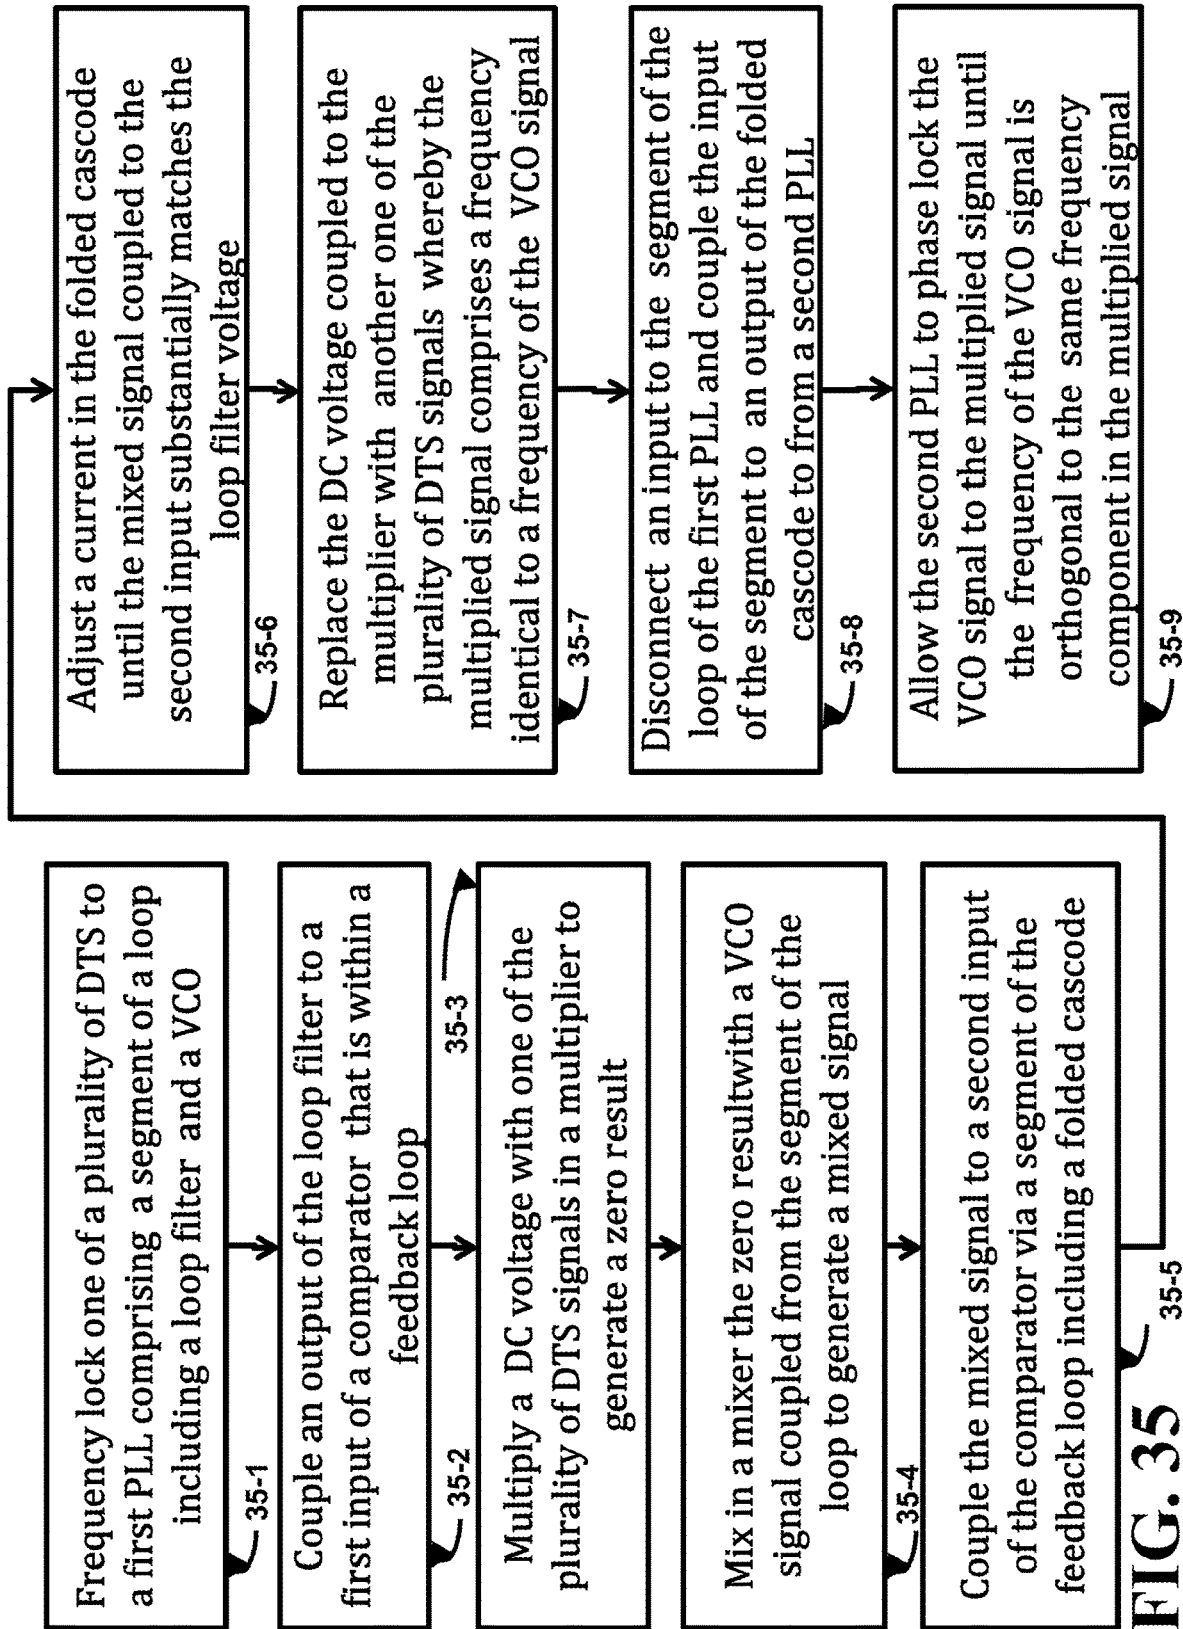 Frequency lock one of a plurality of DTS to
a first PLL comprising a segment of a loop
including a loop filter and a VCO
35-1
Couple an output of the loop filter to a
first input of a comparator that is within a
feedback loop
35-2
35-3
Multiply a DC voltage with one of the
plurality of DTS signals in a multiplier to
generate a zero result
Mix in a mixer the zero resultwith a VCO
signal coupled from the segment of the
loop to generate a mixed signal
35-4
Couple the mixed signal to a second input
of the comparator via a segment of the
feedback loop including a folded cascode
35-5
Adjust a current in the folded cascode
until the mixed signal coupled to the
second input substantially matches the
loop filter voltage
35-6
Replace the DC voltage coupled to the
multiplier with another one of the
plurality of DTS signals whereby the
multiplied signal comprises a frequency
identical to a frequency of the VCO signal
35-7
Disconnect an input to the segment of the
loop of the first PLL and couple the input
of the segment to an output of the folded
cascode to from a second PLL
35-8
Allow the second PLL to phase lock the
VCO signal to the multiplied signal until
the frequency of the VCO signal is
orthogonal to the same frequency
component in the multiplied signal
35-9
FIG. 35